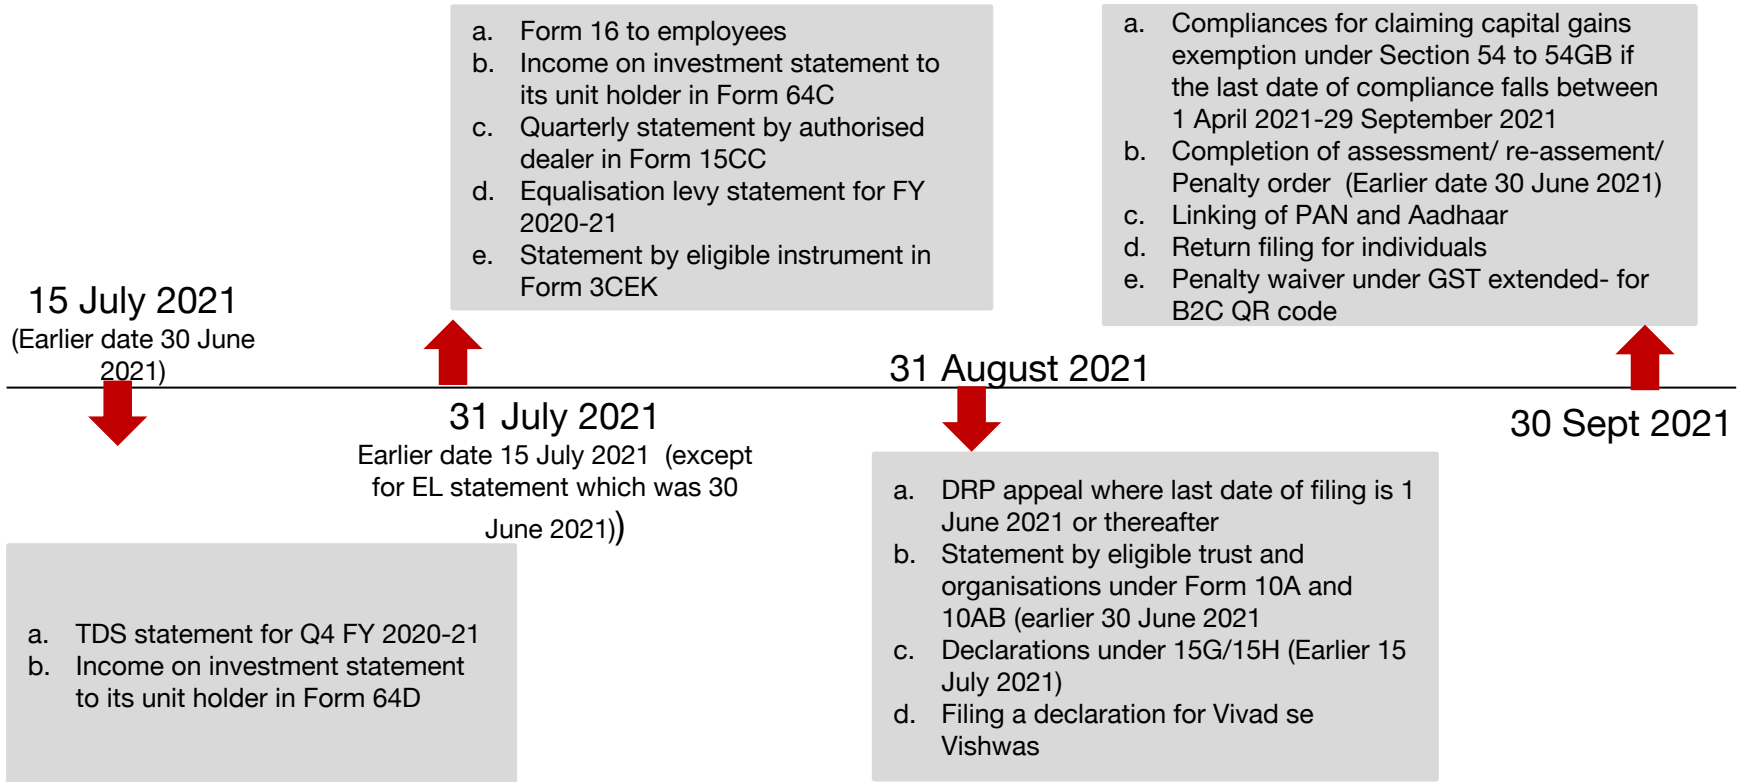 15 July 2021
(Earlier date 30 June
2021)
a. TDS statement for Q4 FY 2020-21
b. Income on investment statement
to its unit holder in Form 64D
a. Form 16 to employees
b. Income on investment statement to
its unit holder in Form 64C
c. Quarterly statement by authorised
dealer in Form 15CC
d. Equalisation levy statement for FY
2020-21
e. Statement by eligible instrument in
Form 3CEK
31 July 2021
Earlier date 15 July 2021 (except
for EL statement which was 30
June 2021))
31 August 2021
a. DRP appeal where last date of filing is 1
June 2021 or thereafter
b. Statement by eligible trust and
organisations under Form 10A and
10AB (earlier 30 June 2021
c. Declarations under 15G/15H (Earlier 15
July 2021)
d. Filing a declaration for Vivad se
Vishwas
a. Compliances for claiming capital gains
exemption under Section 54 to 54GB if
the last date of compliance falls between
1 April 2021-29 September 2021
b. Completion of assessment/ re-assement/
Penalty order (Earlier date 30 June 2021)
c. Linking of PAN and Aadhaar
d. Return filing for individuals
e. Penalty waiver under GST extended- for
B2C QR code
30 Sept 2021